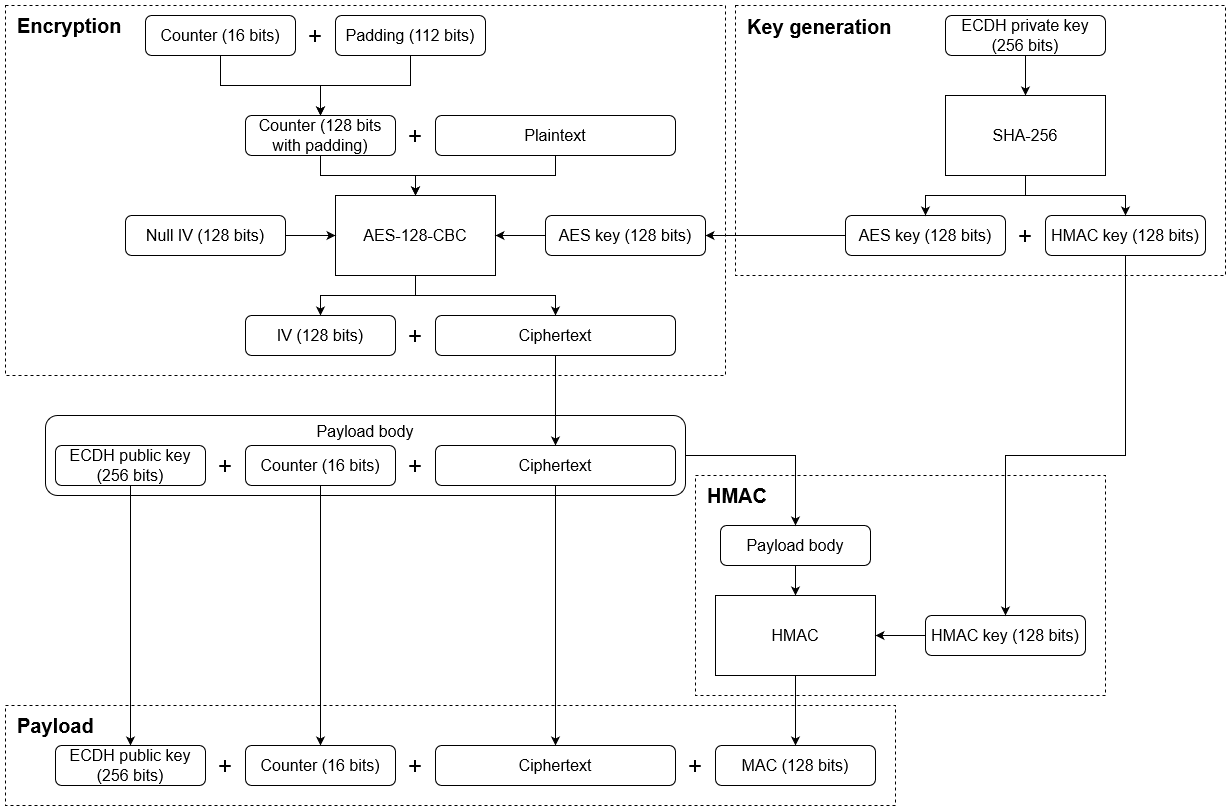 Encryption
Counter (16 bits)
+
Padding (112 bits)
Counter (128 bits
with padding)
+
Plaintext
Null IV (128 bits)
AES-128-CBC
AES key (128 bits)
IV (128 bits)
+
Ciphertext
Key generation
ECDH private key
(256 bits)
SHA-256
AES key (128 bits)
+
HMAC key (128 bits)
Payload body
ECDH public key
(256 bits)
+
Counter (16 bits)
+
Ciphertext
HMAC
Payload body
HMAC
HMAC key (128 bits)
Payload
ECDH public key
(256 bits)
+
Counter (16 bits)
+
Ciphertext
+
MAC (128 bits)